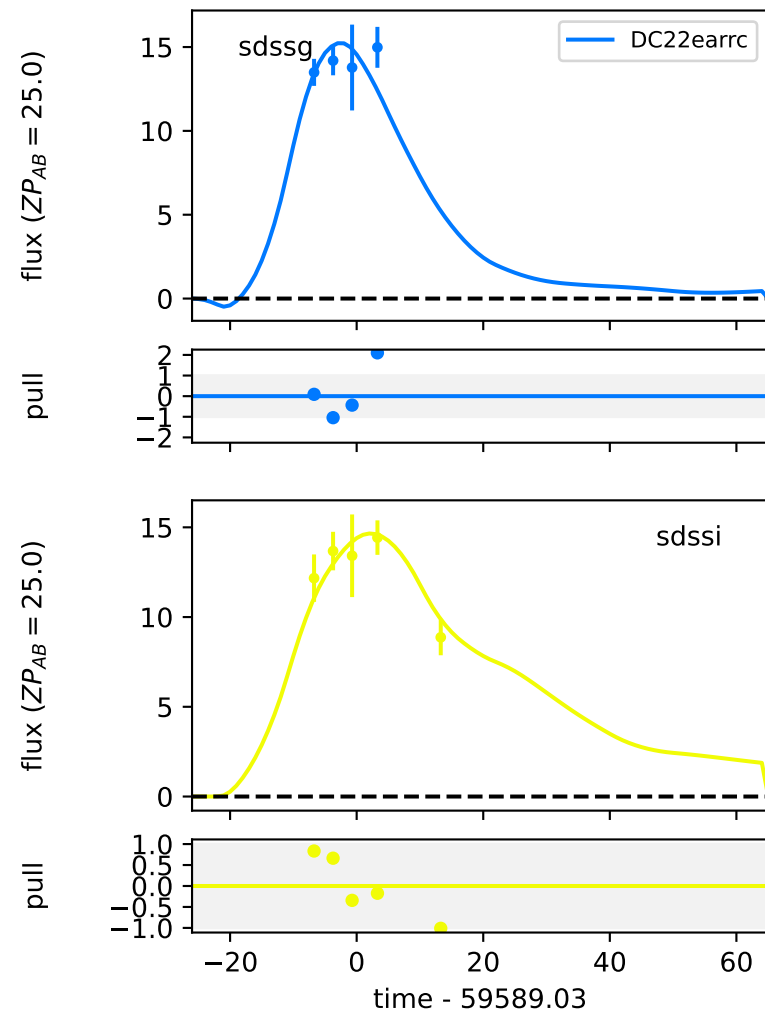 sdssg
DC22earrc
15
10
5
0
flux (ZP_AB = 25.0)
2
1
0
−1
−2
pull
sdssi
15
10
5
0
flux (ZP_AB = 25.0)
1.0
0.5
0.0
−0.5
−1.0
pull
−20 0 20 40 60
time - 59589.03